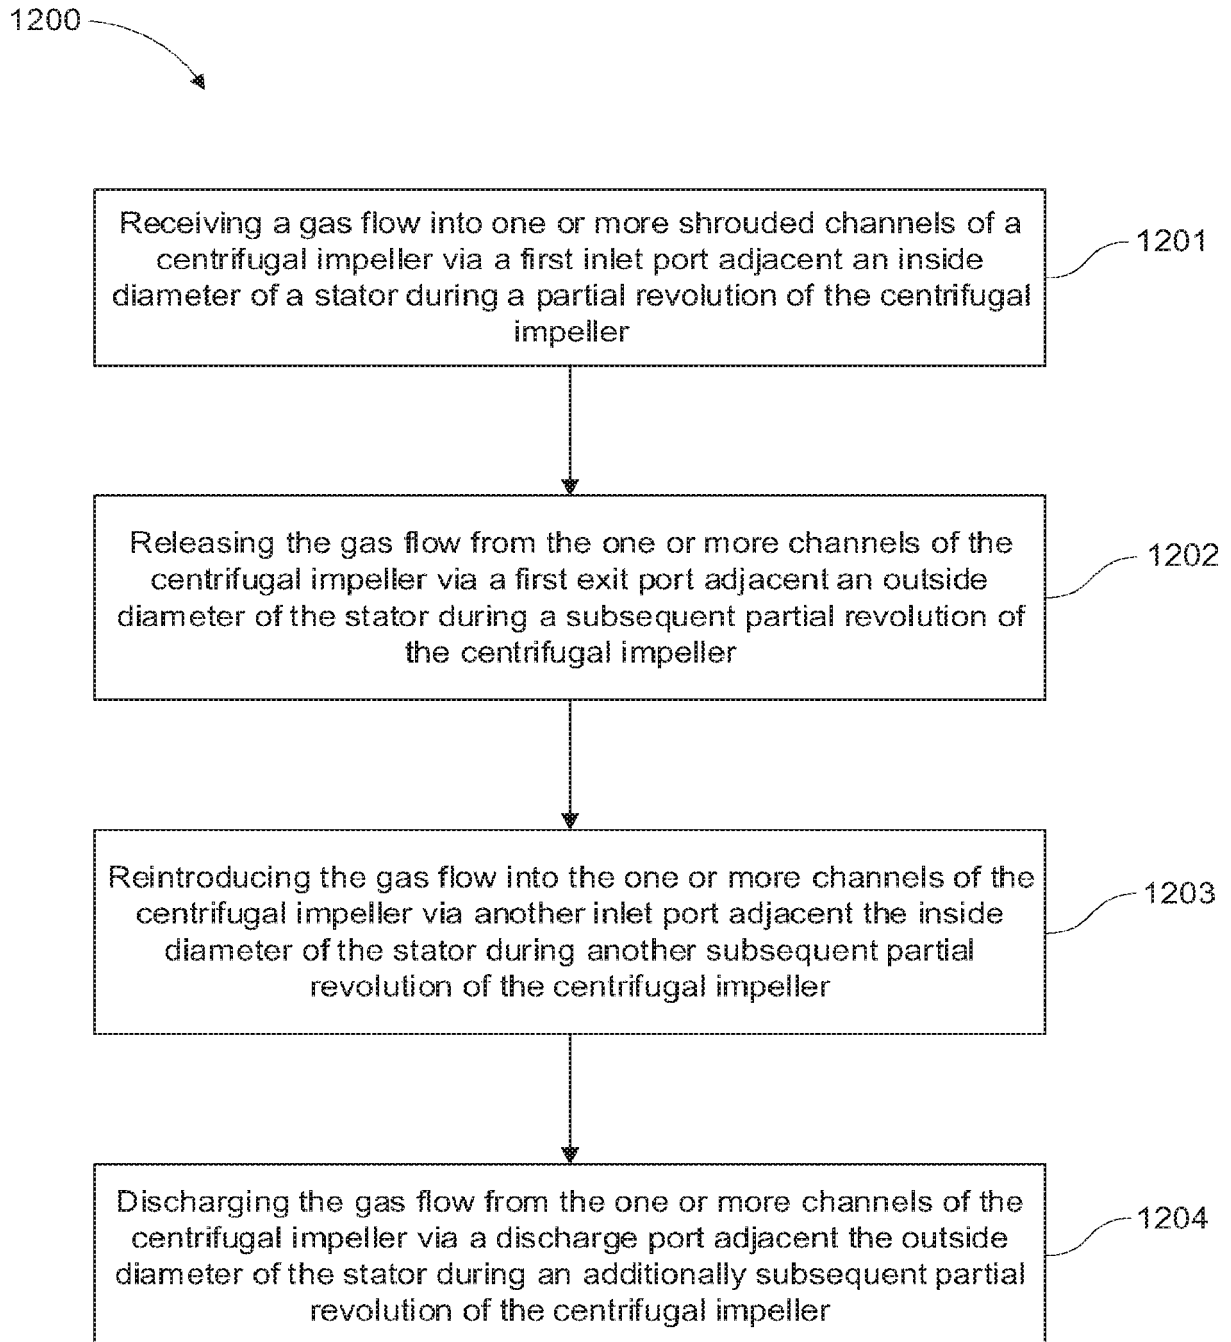 1200
Receiving a gas flow into one or more shrouded channels of a
centrifugal impeller via a first inlet port adjacent an inside
diameter of a stator during a partial revolution of the centrifugal
impeller
1201
Releasing the gas flow from the one or more channels of the
centrifugal impeller via a first exit port adjacent an outside
diameter of the stator during a subsequent partial revolution of
the centrifugal impeller
1202
Reintroducing the gas flow into the one or more channels of the
centrifugal impeller via another inlet port adjacent the inside
diameter of the stator during another subsequent partial
revolution of the centrifugal impeller
1203
Discharging the gas flow from the one or more channels of the
centrifugal impeller via a discharge port adjacent the outside
diameter of the stator during an additionally subsequent partial
revolution of the centrifugal impeller
1204